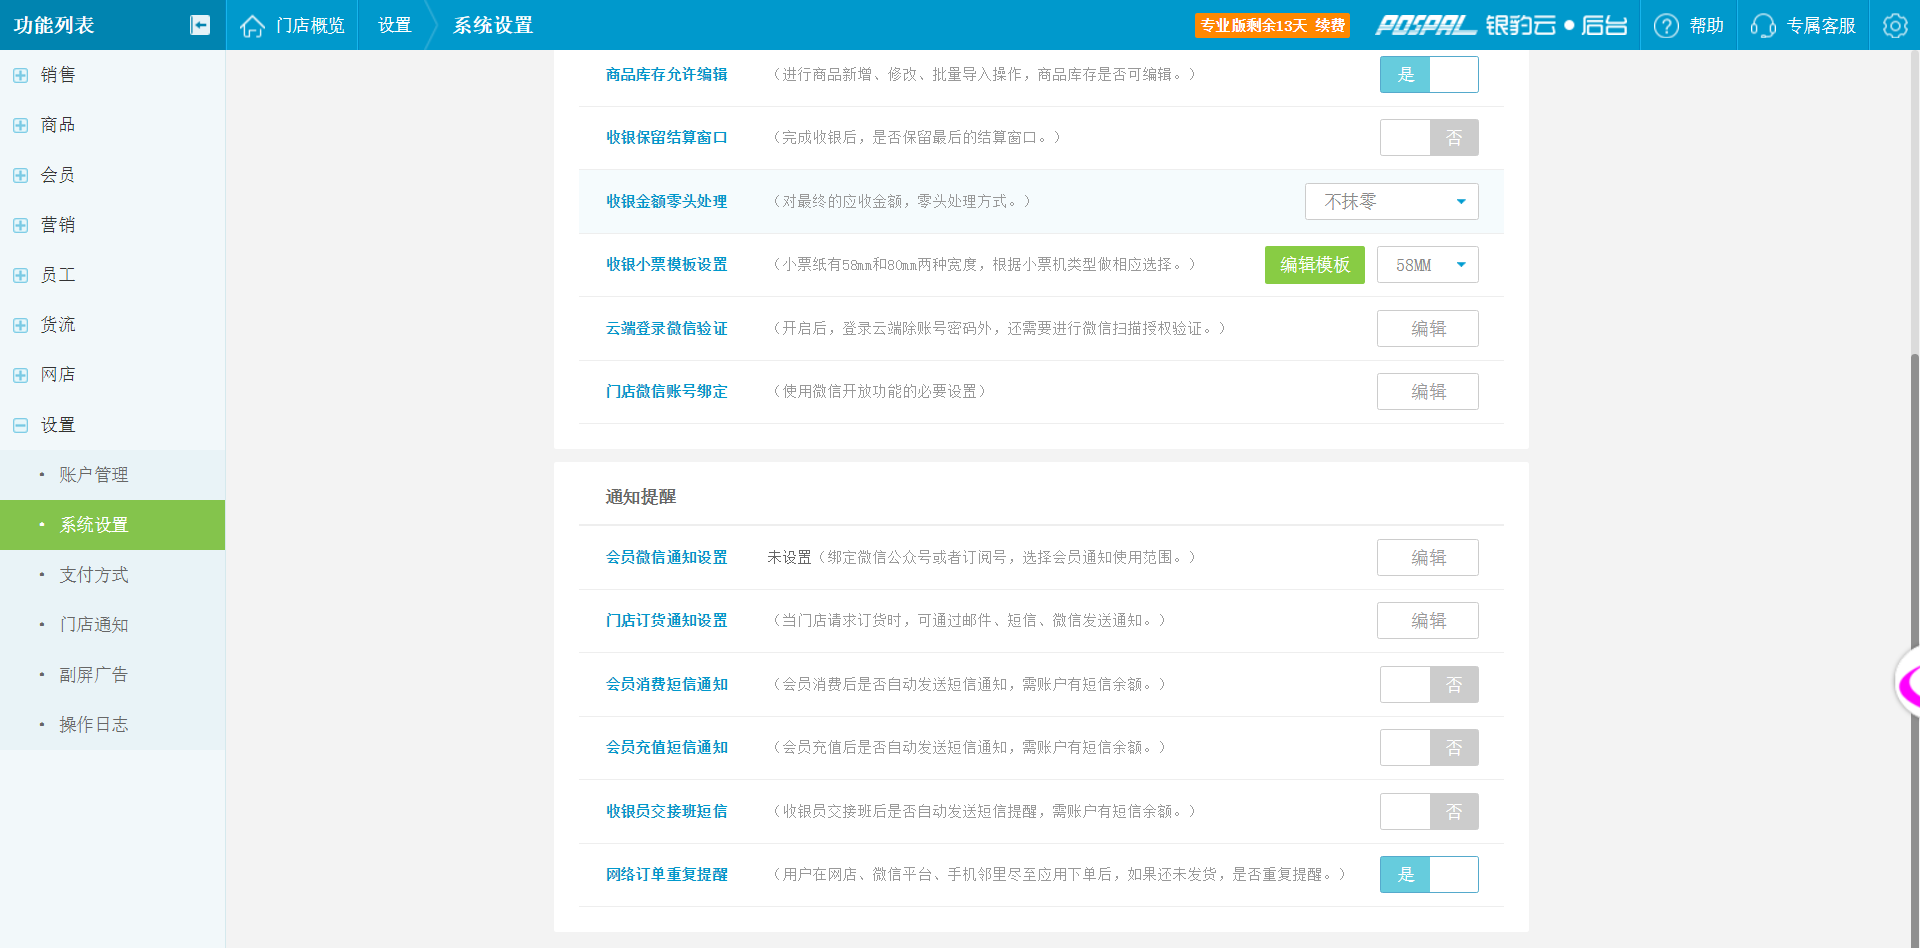 功能列表
门店概览
设置
系统设置
专业版剩余13天 续费
POSPAL 银豹云●后台
帮助
专属客服
销售
商品
会员
营销
员工
货流
网店
设置
账户管理
系统设置
支付方式
门店通知
副屏广告
操作日志
商品库存允许编辑 （进行商品新增、修改、批量导入操作，商品库存是否可编辑。） 是
收银保留结算窗口 （完成收银后，是否保留最后的结算窗口。） 否
收银金额零头处理 （对最终的应收金额，零头处理方式。） 不抹零
收银小票模板设置 （小票纸有58mm和80mm两种宽度，根据小票机类型做相应选择。） 编辑模板 58MM
云端登录微信验证 （开启后，登录云端除账号密码外，还需要进行微信扫描授权验证。） 编辑
门店微信账号绑定 （使用微信开放功能的必要设置） 编辑
通知提醒
会员微信通知设置 未设置（绑定微信公众号或者订阅号，选择会员通知使用范围。） 编辑
门店订货通知设置 （当门店请求订货时，可通过邮件、短信、微信发送通知。） 编辑
会员消费短信通知 （会员消费后是否自动发送短信通知，需账户有短信余额。） 否
会员充值短信通知 （会员充值后是否自动发送短信通知，需账户有短信余额。） 否
收银员交接班短信 （收银员交接班后是否自动发送短信提醒，需账户有短信余额。） 否
网络订单重复提醒 （用户在网店、微信平台、手机邻里尽至应用下单后，如果还未发货，是否重复提醒。） 是